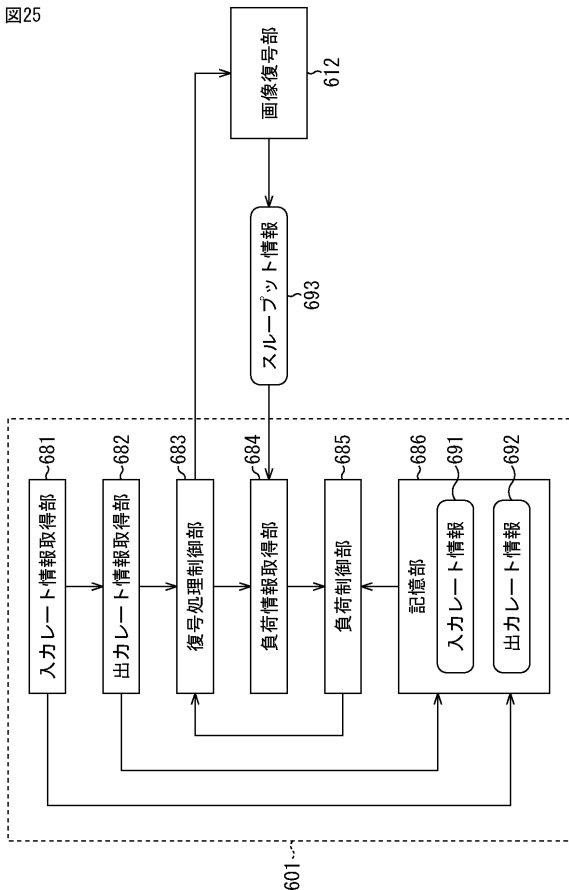 図25
画像復号部
612
スループット情報
693
入力レート情報取得部
681
出力レート情報取得部
682
復号処理制御部
683
負荷情報取得部
684
負荷制御部
685
記憶部
686
入力レート情報
691
出力レート情報
692
601